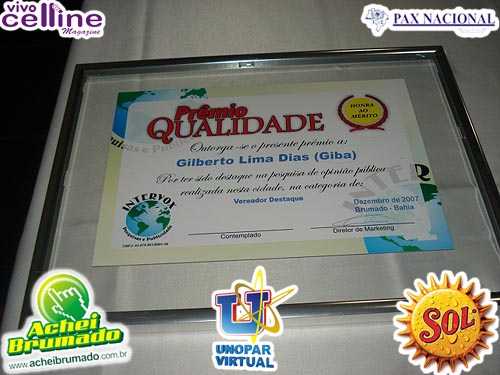 vivo
celline
Magazine
PAX NACIONAL
Prêmio
QUALIDADE
HONRA
AO
MÉRITO
Outorga-se o presente prêmio a:
Gilberto Lima Dias (Giba)
Por ter sido destaque na pesquisa de opinião pública
realizada nesta cidade, na categoria de:
Vereador Destaque
INTERVOX
Pesquisas e Publicidade
Dezembro de 2007
Brumado - Bahia
Contemplado
Diretor de Marketing
Achei
Brumado
www.acheibrumado.com.br
UNOPAR
VIRTUAL
SOL